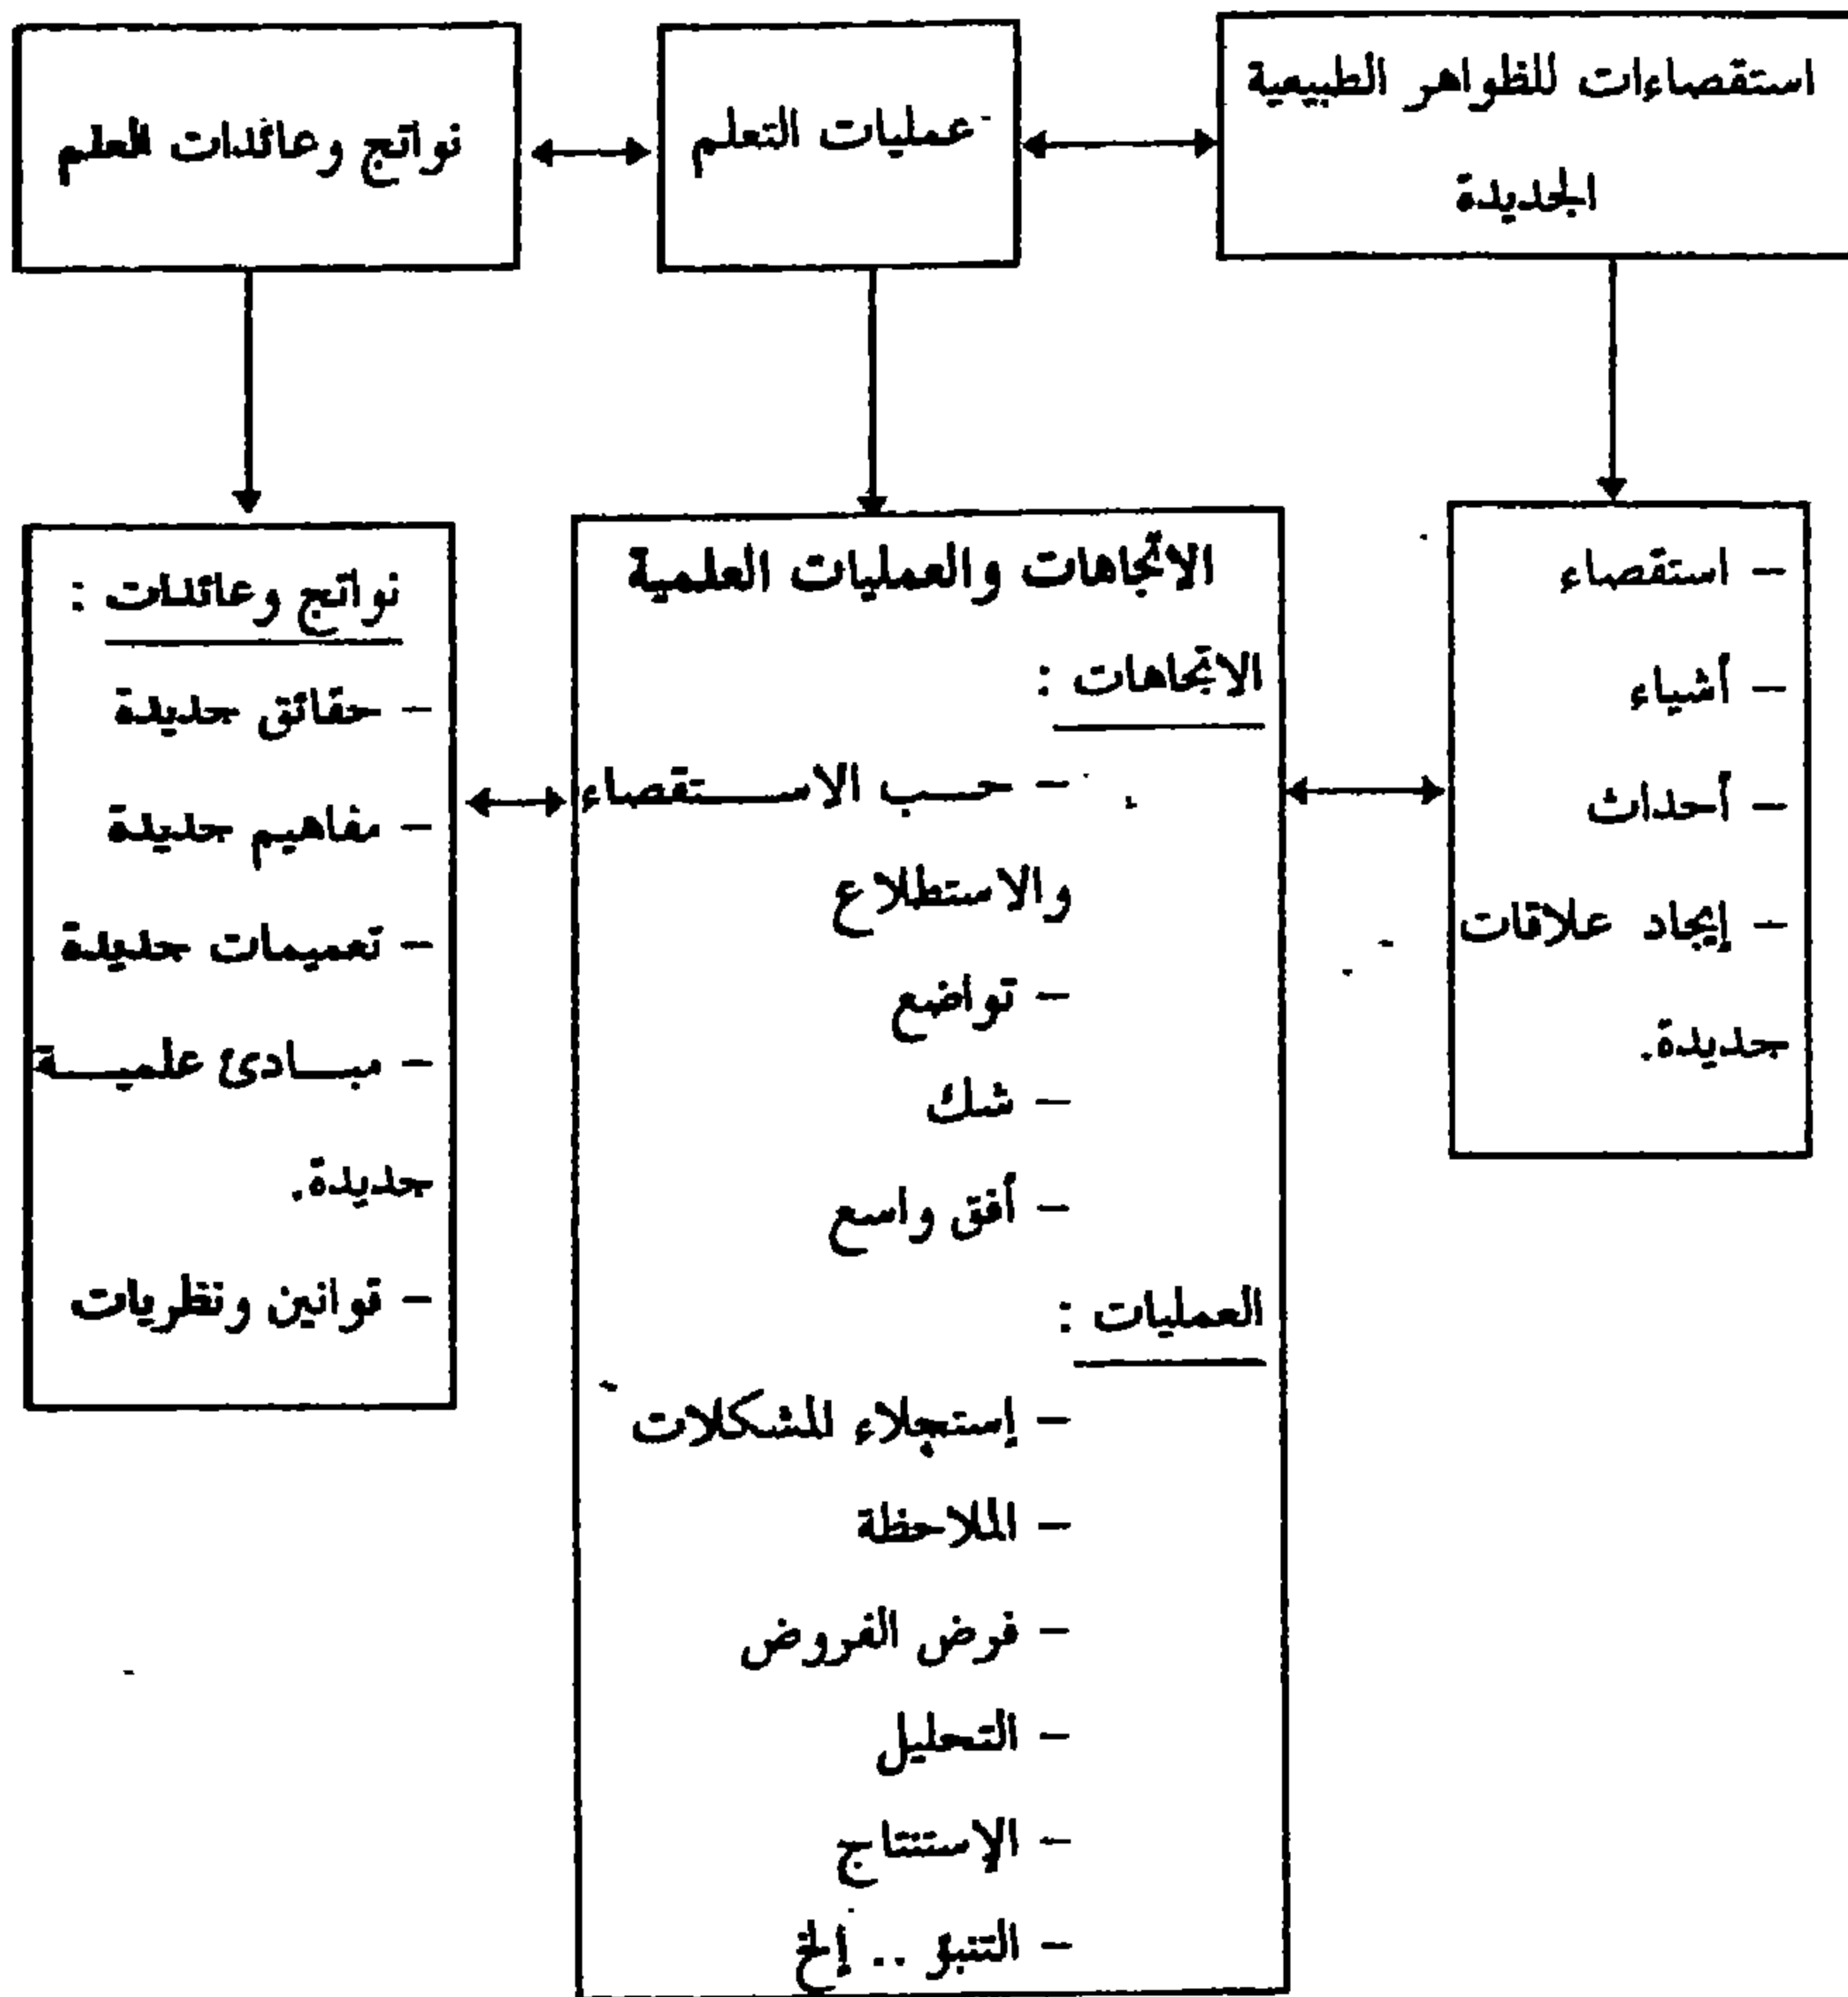 استقصاءات للظواهر الطبيعية
الجديدة
عمليات التعلم
نواتج وعائدات العلم
- استقصاء
- أشياء
- أحداث
- إيجاد علاقات
جديدة.
الاتجاهات والعمليات العلمية
الاتجاهات :
- حب الاستقصاء
والاستطلاع
- تواضع
- شك
- أفق واسع
العمليات :
- إستجلاء المشكلات
- الملاحظة
- فرض الفروض
- التحليل
- الإستنتاج
- التنبؤ .. إلخ
نواتج وعائدات :
- حقائق جديدة
- مفاهيم جديدة
- تعميمات جديدة
- مبادئ علمية
جديدة.
- قوانين ونظريات